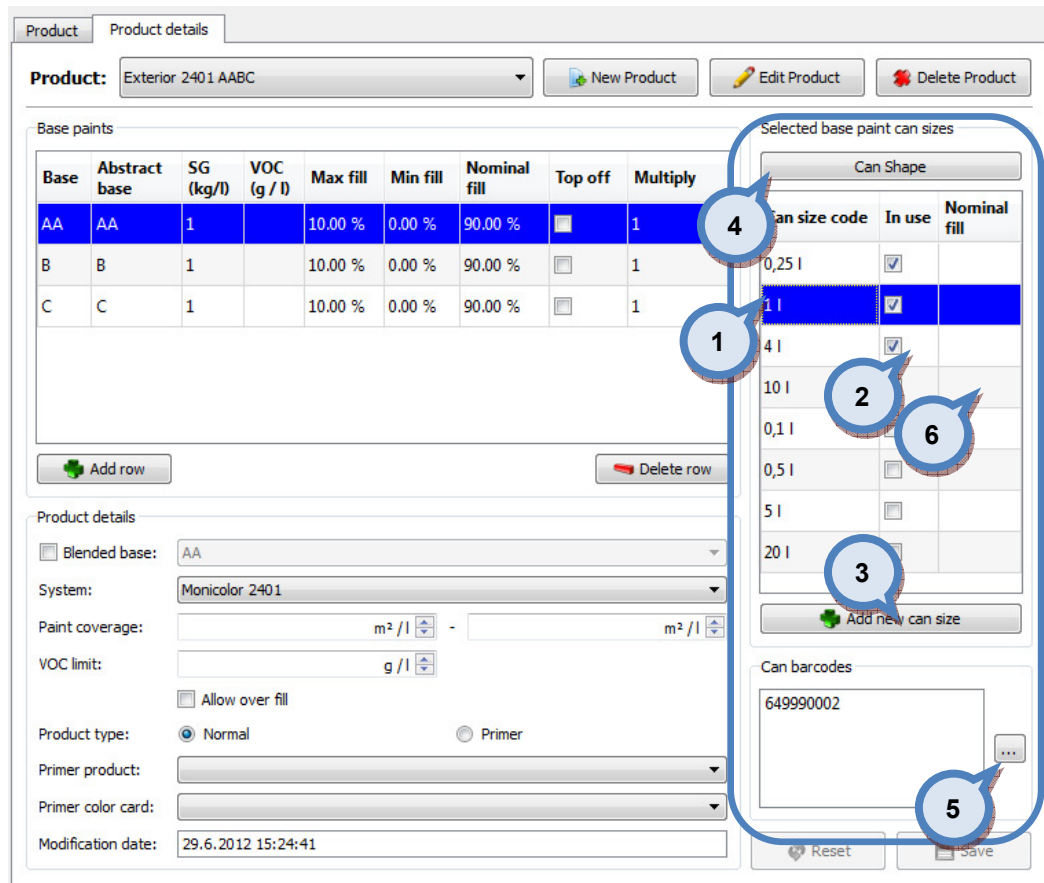 Product Product details
Product: Exterior 2401 AABC New Product Edit Product Delete Product
Base paints
Base Abstract base SG (kg/l) VOC (g / l) Max fill Min fill Nominal fill Top off Multiply
AA AA 1 10.00 % 0.00 % 90.00 % 1
B B 1 10.00 % 0.00 % 90.00 % 1
C C 1 10.00 % 0.00 % 90.00 % 1
Add row Delete row
Selected base paint can sizes
Can Shape
4
Can size code In use Nominal fill
0,25 l
1 l
1
4 l
2
10 l
6
0,1 l
0,5 l
5 l
20 l
3
Add new can size
Product details
Blended base: AA
System: Monicolor 2401
Paint coverage: m² / l - m² / l
VOC limit: g / l
Allow over fill
Product type: Normal Primer
Primer product:
Primer color card:
Modification date: 29.6.2012 15:24:41
Can barcodes
649990002
...
5
Reset Save